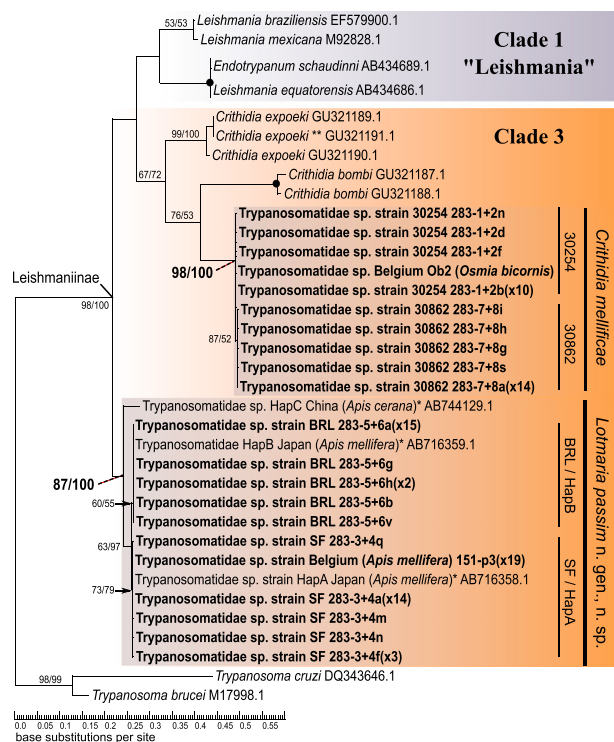 53/53
Leishmania braziliensis EF579900.1
Leishmania mexicana M92828.1
Endotrypanum schaudinni AB434689.1
Leishmania equatorensis AB434686.1
Clade 1
"Leishmania"
Clade 3
99/100
Crithidia expoeki GU321189.1
Crithidia expoeki ** GU321191.1
Crithidia expoeki GU321190.1
67/72
Crithidia bombi GU321187.1
Crithidia bombi GU321188.1
76/53
98/100
Trypanosomatidae sp. strain 30254 283-1+2n
Trypanosomatidae sp. strain 30254 283-1+2d
Trypanosomatidae sp. strain 30254 283-1+2f
Trypanosomatidae sp. Belgium Ob2 (Osmia bicornis)
Trypanosomatidae sp. strain 30254 283-1+2b(x10)
30254
87/52
Trypanosomatidae sp. strain 30862 283-7+8i
Trypanosomatidae sp. strain 30862 283-7+8h
Trypanosomatidae sp. strain 30862 283-7+8g
Trypanosomatidae sp. strain 30862 283-7+8s
Trypanosomatidae sp. strain 30862 283-7+8a(x14)
30862
Crithidia mellificae
Leishmaniinae
98/100
87/100
Trypanosomatidae sp. HapC China (Apis cerana)* AB744129.1
Trypanosomatidae sp. strain BRL 283-5+6a(x15)
Trypanosomatidae HapB Japan (Apis mellifera)* AB716359.1
Trypanosomatidae sp. strain BRL 283-5+6g
Trypanosomatidae sp. strain BRL 283-5+6h(x2)
Trypanosomatidae sp. strain BRL 283-5+6b
Trypanosomatidae sp. strain BRL 283-5+6v
60/55
BRL / HapB
63/97
Trypanosomatidae sp. strain SF 283-3+4q
Trypanosomatidae sp. strain Belgium (Apis mellifera) 151-p3(x19)
Trypanosomatidae sp. strain HapA Japan (Apis mellifera)* AB716358.1
Trypanosomatidae sp. strain SF 283-3+4a(x14)
Trypanosomatidae sp. strain SF 283-3+4m
Trypanosomatidae sp. strain SF 283-3+4n
Trypanosomatidae sp. strain SF 283-3+4f(x3)
73/79
SF / HapA
Lotmaria passim n. gen., n. sp.
98/99
Trypanosoma cruzi DQ343646.1
Trypanosoma brucei M17998.1
0.0 0.05 0.1 0.15 0.2 0.25 0.3 0.35 0.4 0.45 0.5 0.55
base substitutions per site